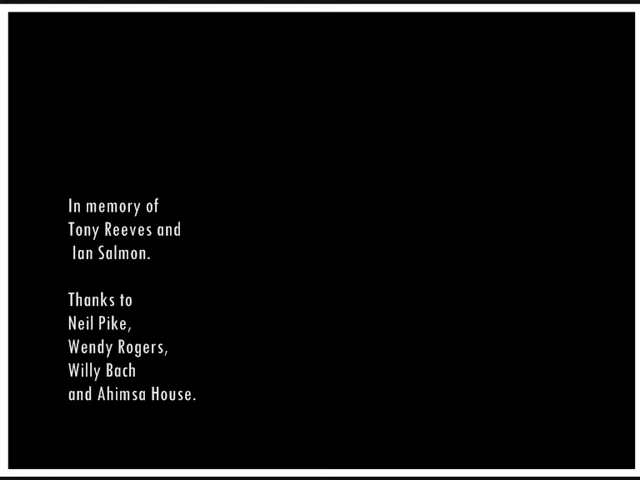 In memory of
Tony Reeves and
Ian Salmon.
Thanks to
Neil Pike,
Wendy Rogers,
Willy Bach
and Ahimsa House.